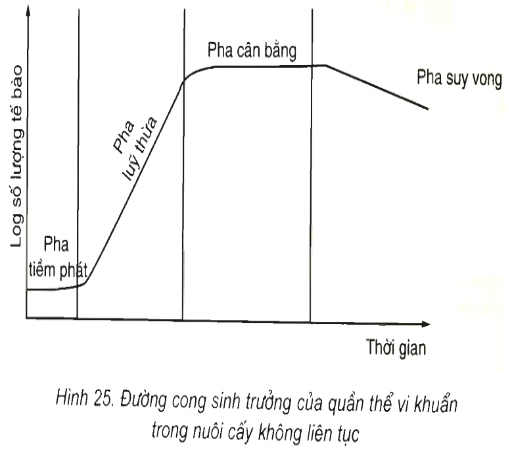 Log số lượng tế bào
Pha
tiềm phát
Pha
luỹ thừa
Pha cân bằng
Pha suy vong
Thời gian
Hình 25. Đường cong sinh trưởng của quần thể vi khuẩn
trong nuôi cấy không liên tục